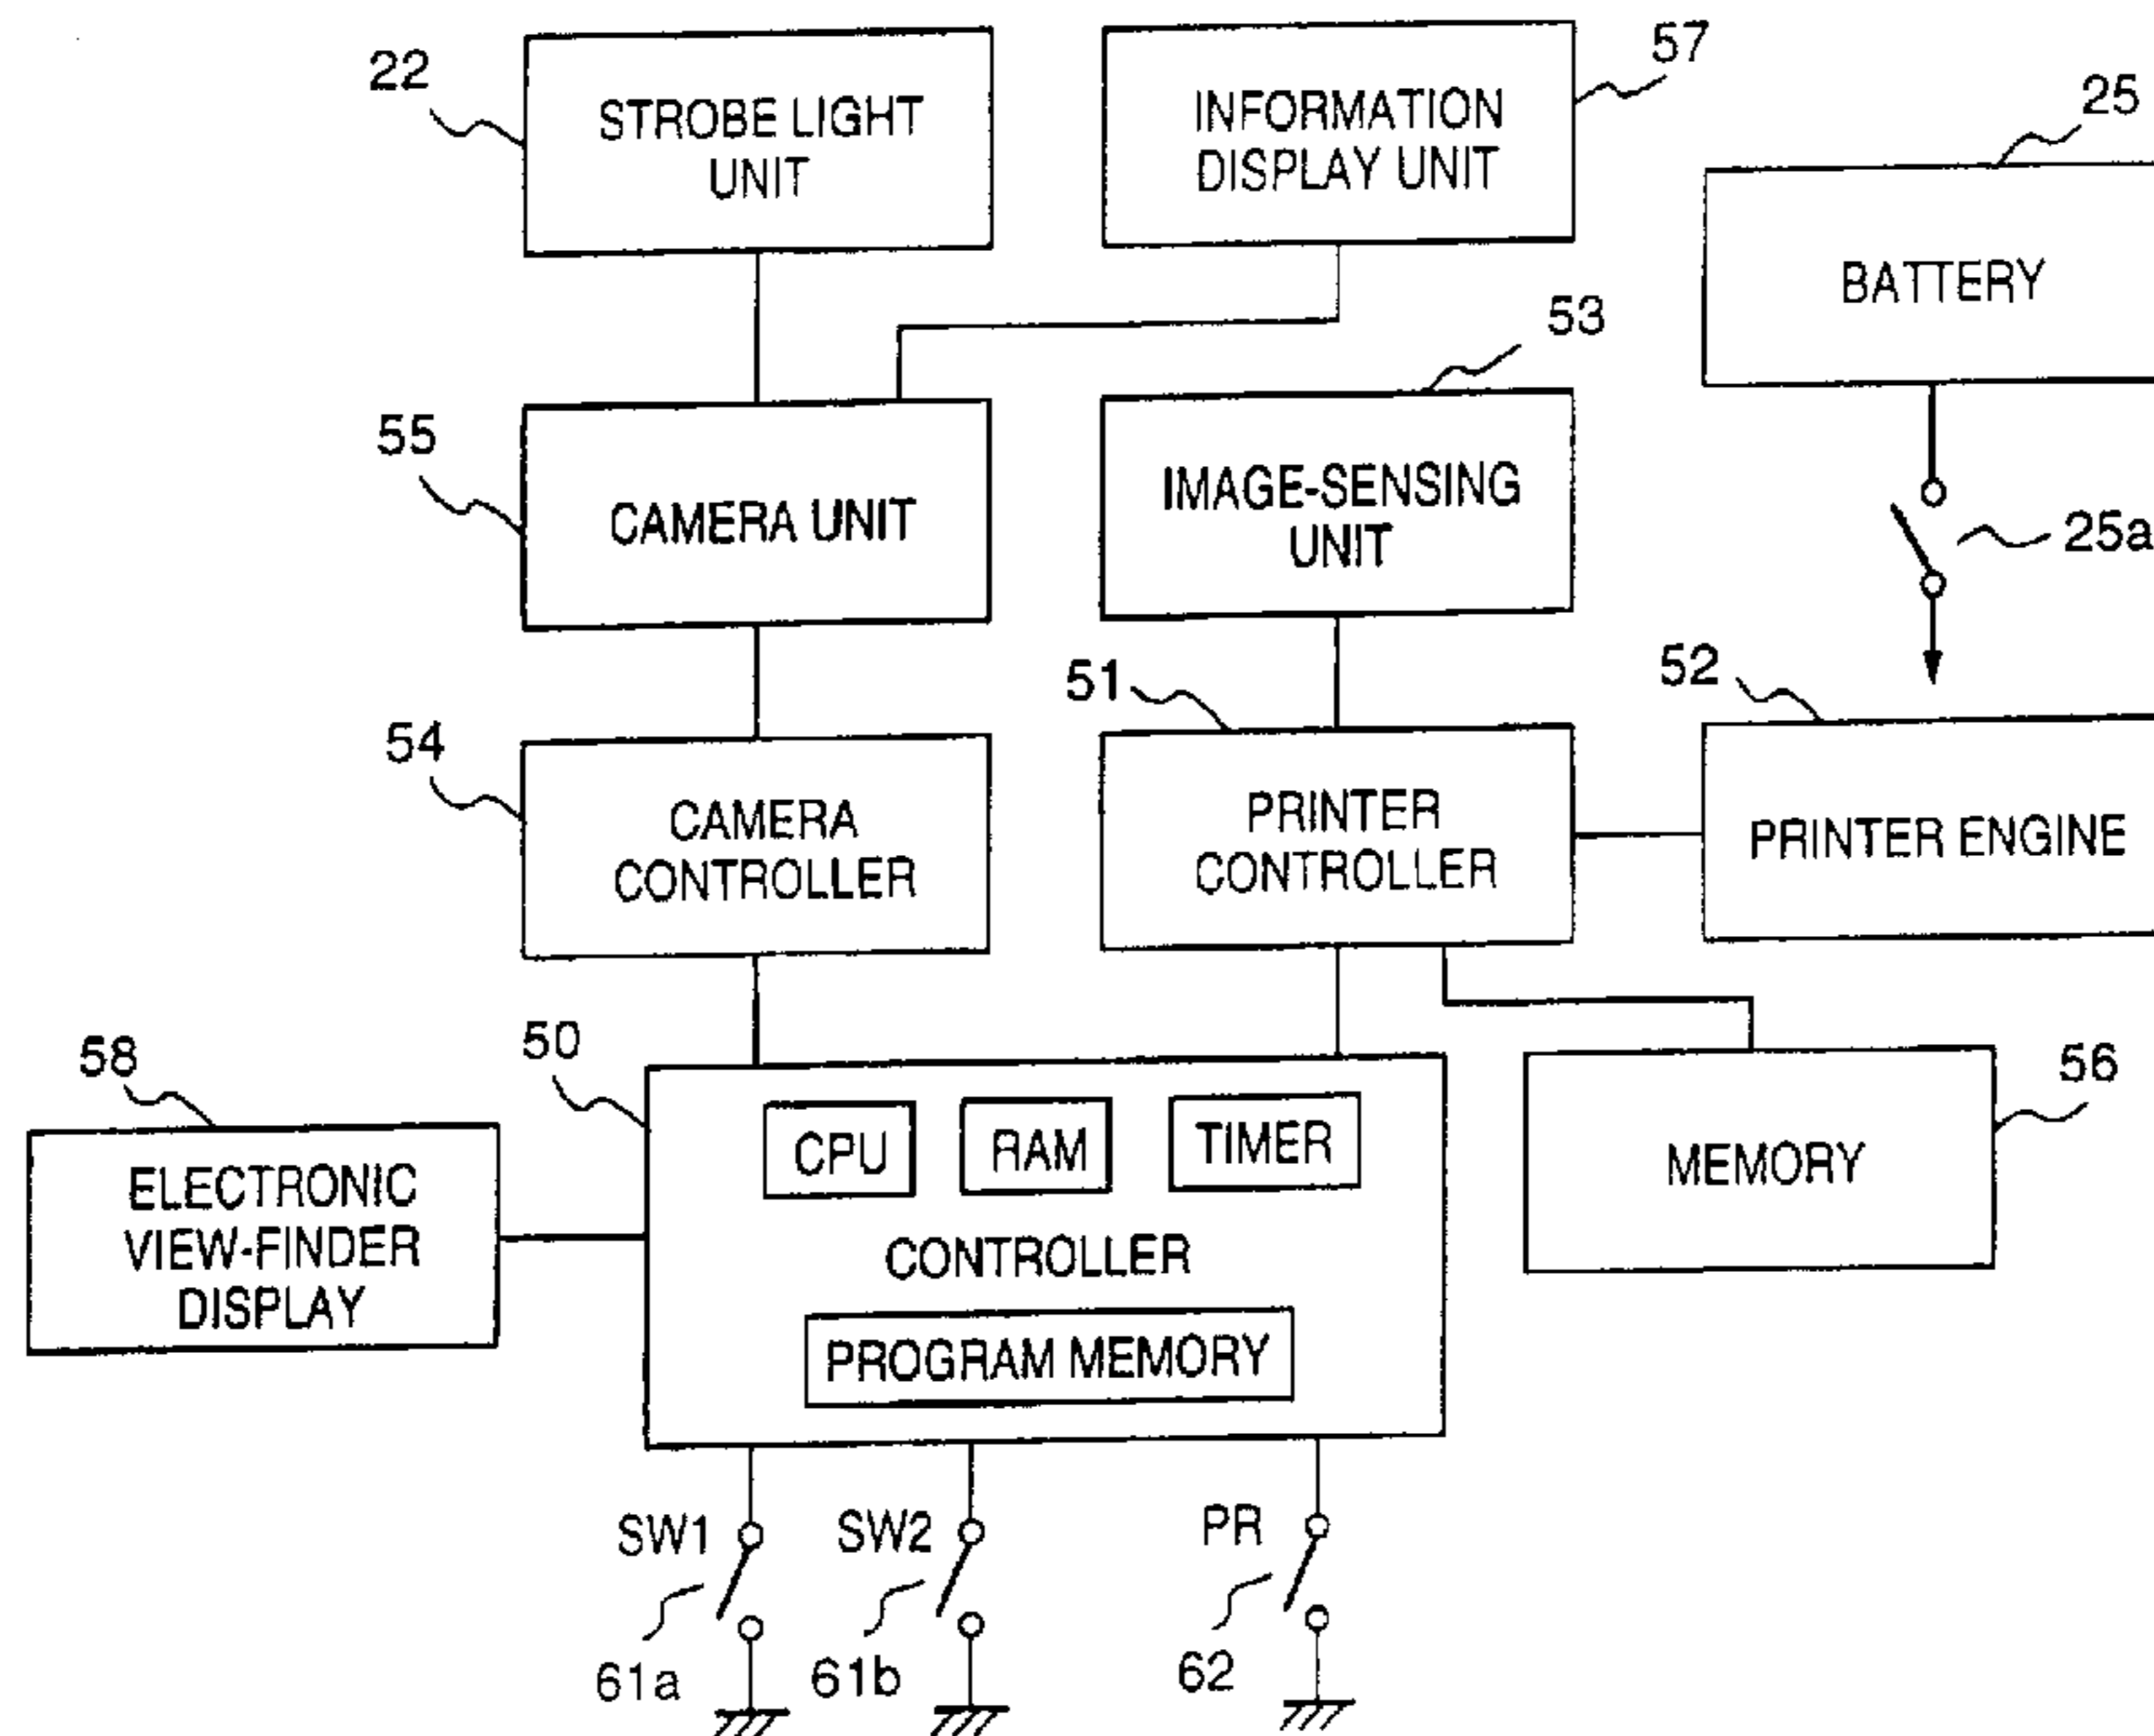 22
STROBE LIGHT
UNIT
INFORMATION
DISPLAY UNIT
57
25
BATTERY
25a
55
CAMERA UNIT
53
IMAGE-SENSING
UNIT
54
CAMERA
CONTROLLER
51
PRINTER
CONTROLLER
52
PRINTER ENGINE
58
ELECTRONIC
VIEW-FINDER
DISPLAY
50
CPU
RAM
TIMER
CONTROLLER
PROGRAM MEMORY
56
MEMORY
SW1
61a
SW2
61b
PR
62